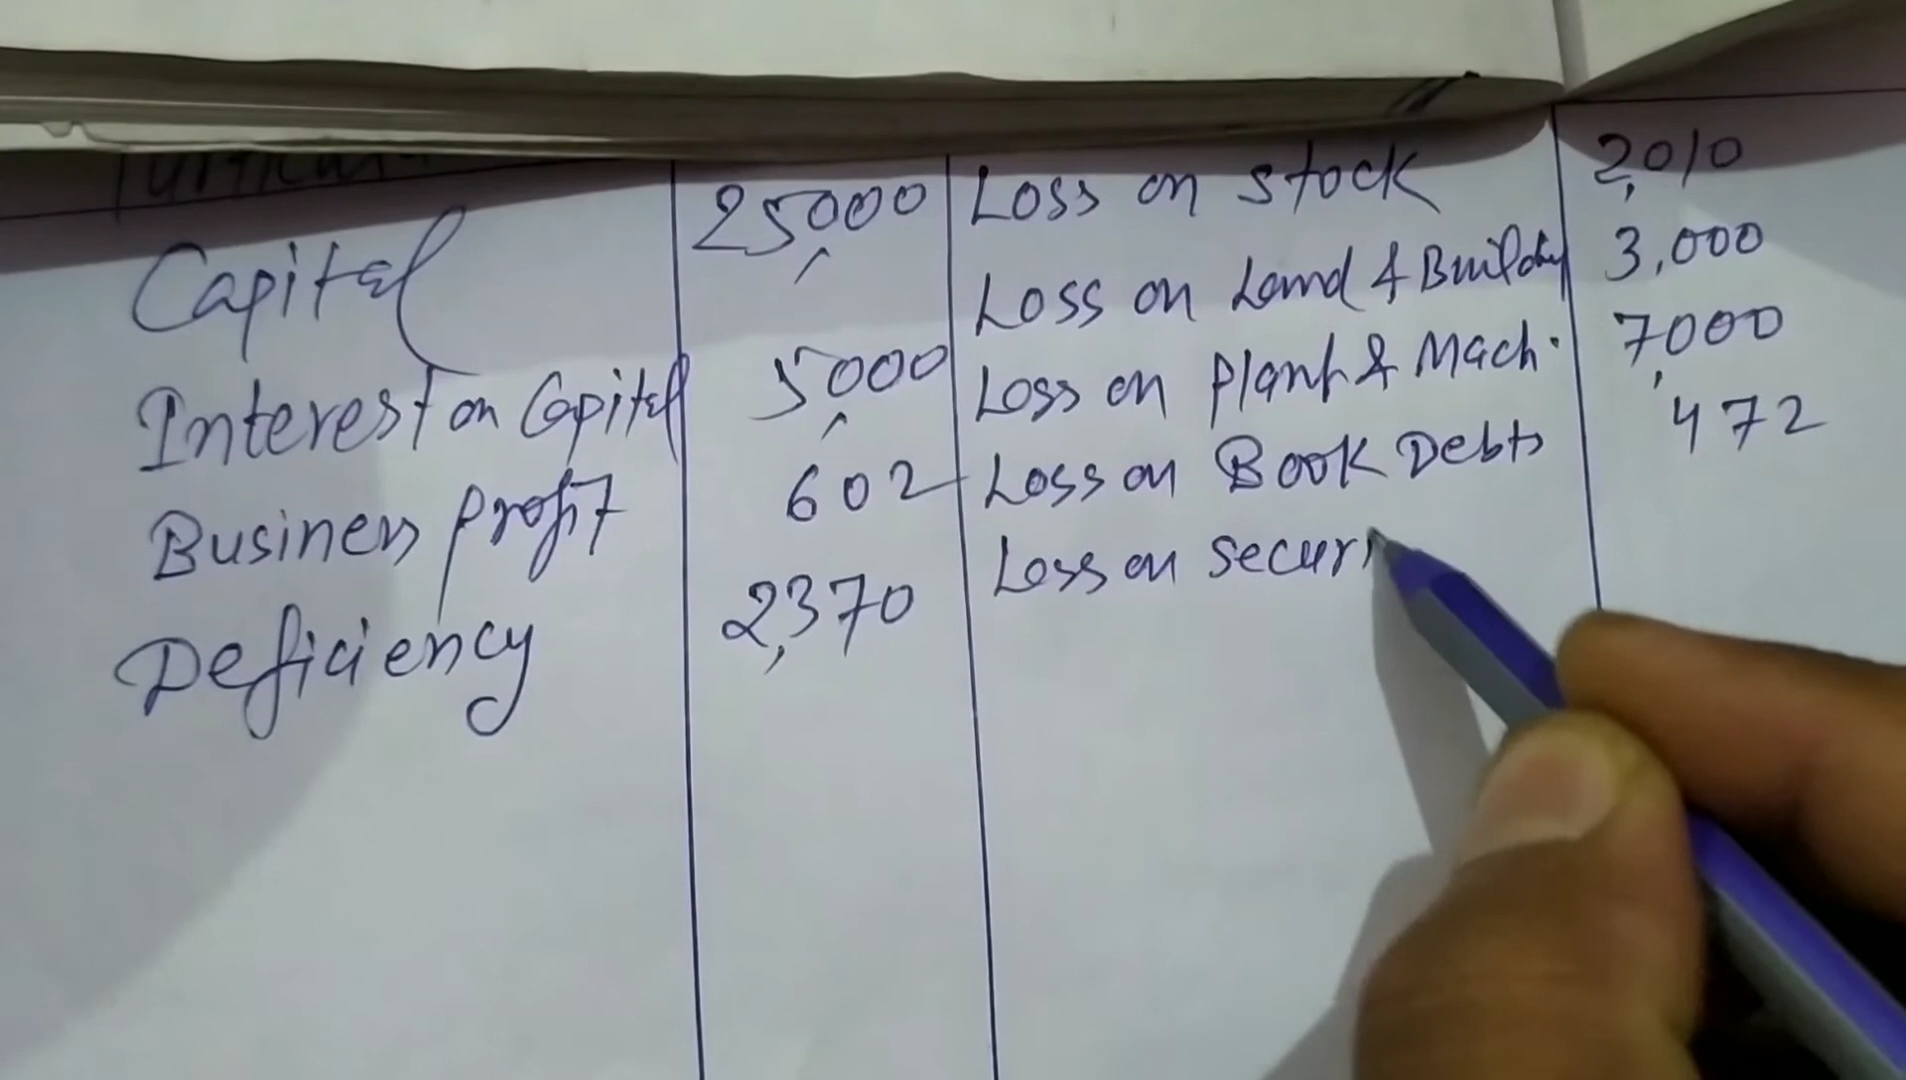 Capital 25,000 Loss on stock 2,010
Loss on Land & Building 3,000
Interest on Capital 5,000 Loss on Plant & Mach. 7,000
Business profit 602 Loss on Book Debts 472
Deficiency 2,370 Loss on securi